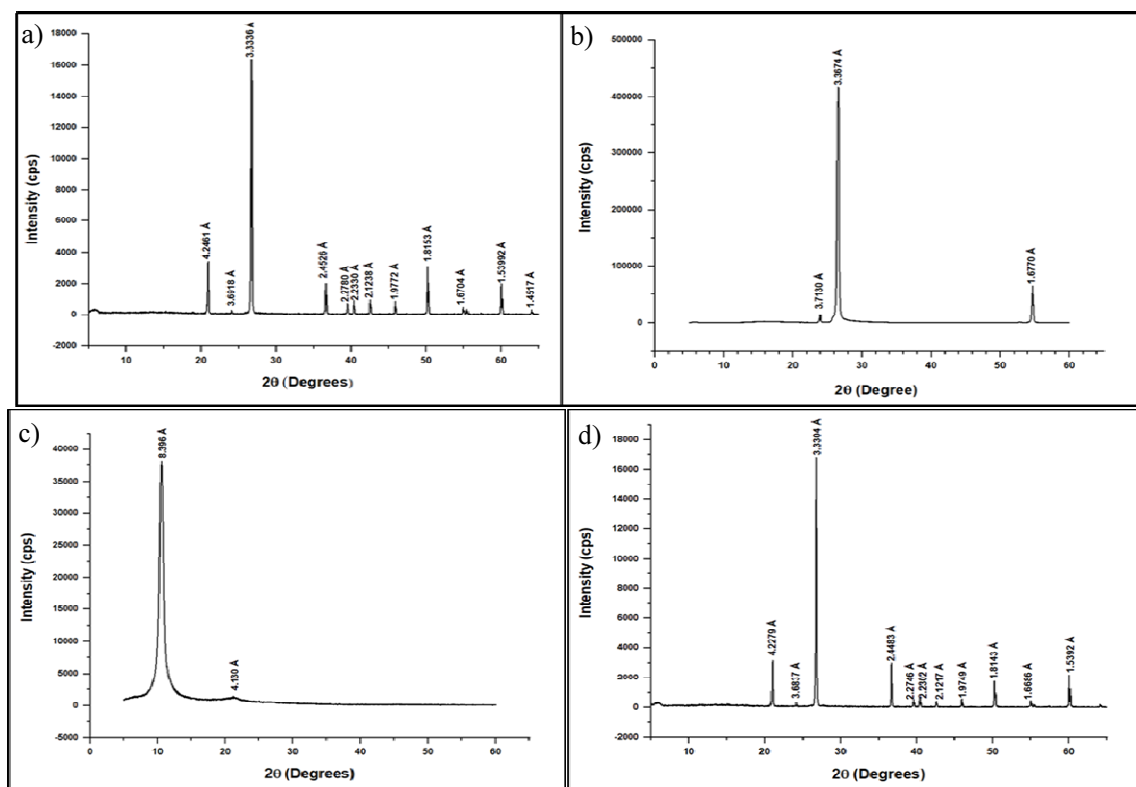 a)
18000
16000
14000
12000
10000
8000
6000
4000
2000
0
-2000
Intensity (cps)
4.2461 Å
3.6918 Å
3.3336 Å
2.4526 Å
2.2780 Å
2.2330 Å
2.1238 Å
1.9772 Å
1.8153 Å
1.6704 Å
1.53992 Å
1.4517 Å
10 20 30 40 50 60
2θ (Degrees)
b)
500000
400000
300000
200000
100000
0
Intensity (cps)
3.7130 Å
3.3674 Å
1.6770 Å
0 10 20 30 40 50 60
2θ (Degree)
c)
40000
35000
30000
25000
20000
15000
10000
5000
0
-5000
Intensity (cps)
8.396 Å
4.130 Å
0 10 20 30 40 50 60
2θ (Degrees)
d)
18000
16000
14000
12000
10000
8000
6000
4000
2000
0
-2000
Intensity (cps)
4.2279 Å
3.3304 Å
2.4483 Å
2.2746 Å
2.2302 Å
2.1217 Å
1.9749 Å
1.8143 Å
1.6686 Å
1.5392 Å
10 20 30 40 50 60
2θ (Degrees)